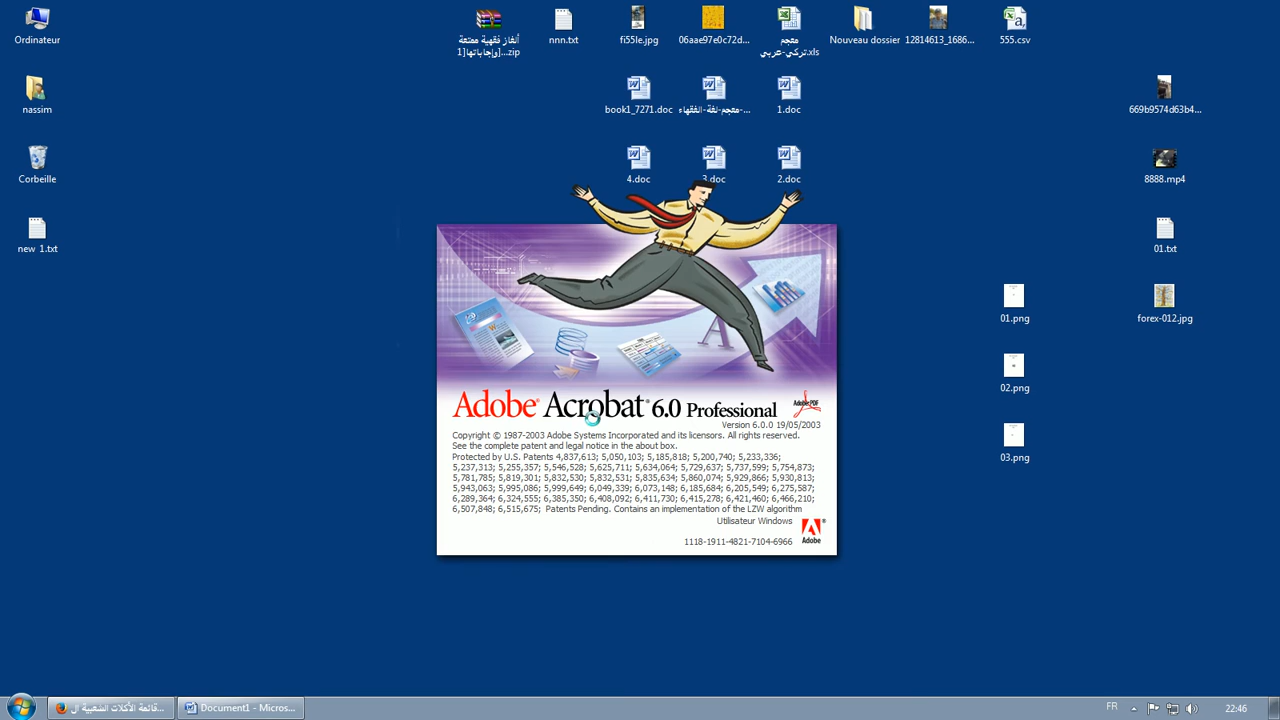 Ordinateur
nassim
Corbeille
new 1.txt
ألغاز فقهية ممتعة
وإجاباتها[1]...zip
nnn.txt
fi55le.jpg
06aae97e0c72d...
معجم
تركي-عربي.xls
Nouveau dossier
12814613_1686...
555.csv
book1_7271.doc
معجم-لغة-الفقهاء-...
1.doc
669b9574d63b4...
4.doc
3.doc
2.doc
8888.mp4
01.txt
01.png
forex-012.jpg
02.png
03.png
Adobe® Acrobat® 6.0 Professional
Adobe PDF
Version 6.0.0 19/05/2003
Copyright © 1987-2003 Adobe Systems Incorporated and its licensors. All rights reserved.
See the complete patent and legal notice in the about box.
Protected by U.S. Patents 4,837,613; 5,050,103; 5,185,818; 5,200,740; 5,233,336;
5,237,313; 5,255,357; 5,546,528; 5,625,711; 5,634,064; 5,729,637; 5,737,599; 5,754,873;
5,781,785; 5,819,301; 5,832,530; 5,832,531; 5,835,634; 5,860,074; 5,929,866; 5,930,813;
5,943,063; 5,995,086; 5,999,649; 6,049,339; 6,073,148; 6,185,684; 6,205,549; 6,275,587;
6,289,364; 6,324,555; 6,385,350; 6,408,092; 6,411,730; 6,415,278; 6,421,460; 6,466,210;
6,507,848; 6,515,675; Patents Pending. Contains an implementation of the LZW algorithm
Utilisateur Windows
1118-1911-4821-7104-6966
Adobe
قائمة الأكلات الشعبية ال...
Document1 - Micros...
FR
22:46